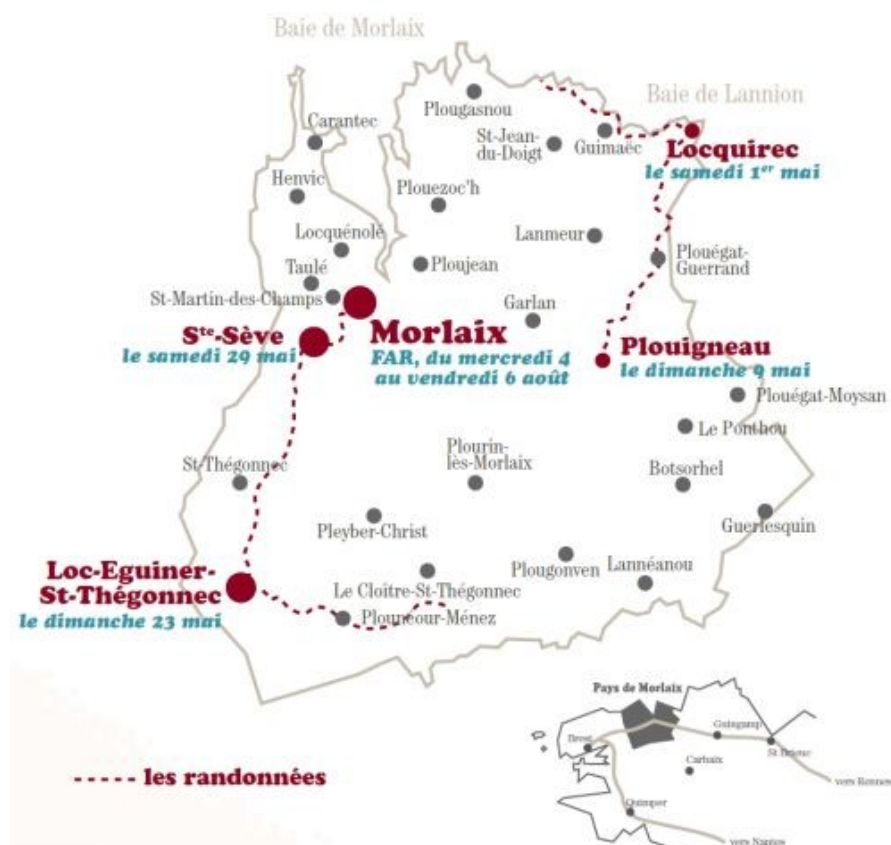 Baie de Morlaix
Baie de Lannion
Plougasnou
Carantec
St-Jean-
du-Doigt
Guimaëc
Locquirec
le samedi 1er mai
Henvic
Plouezoc'h
Locquénolé
Lanmeur
Taulé
Ploujean
Plouégat-
Guerrand
St-Martin-des-Champs
Garlan
Ste-Sève
le samedi 29 mai
Morlaix
FAR, du mercredi 4
au vendredi 6 août
Plouigneau
le dimanche 9 mai
Plouégat-Moysan
Le Ponthou
St-Thégonnec
Plourin-
lès-Morlaix
Botsorhel
Pleyber-Christ
Guerlesquin
Loc-Eguiner-
St-Thégonnec
le dimanche 23 mai
Plougonven
Lannéanou
Le Cloître-St-Thégonnec
Plounéour-Ménez
Pays de Morlaix
Brest
Guingamp
St Brieuc
Carhaix
vers Rennes
Quimper
vers Nantes
les randonnées